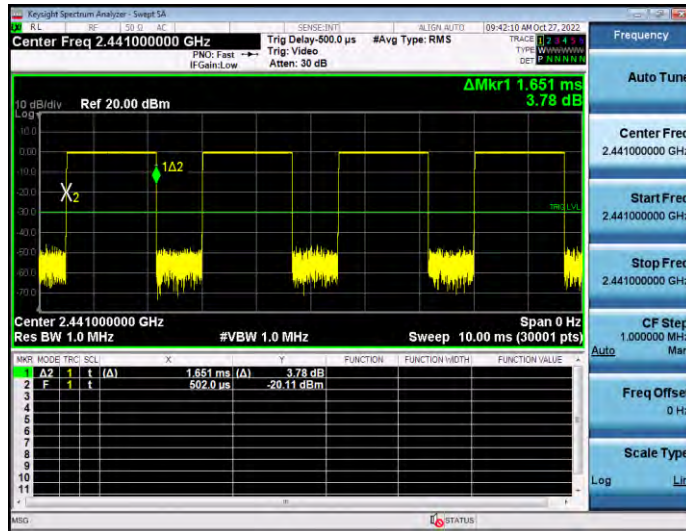 Keysight Spectrum Analyzer - Swept SA
RL RF 50 Ω AC SENSE:INT ALIGN AUTO 09:42:10 AM Oct 27, 2022
Center Freq 2.441000000 GHz
PNO: Fast
IFGain:Low
Trig Delay-500.0 µs
Trig: Video
Atten: 30 dB
#Avg Type: RMS
TRACE 1 2 3 4 5 6
TYPE WWWWWW
DET P NNNNN
ΔMkr1 1.651 ms
3.78 dB
10 dB/div Ref 20.00 dBm
Log
10.0
0.00
-10.0
-20.0
-30.0
-40.0
-50.0
-60.0
-70.0
1Δ2
X2
TRIG LVL
Center 2.441000000 GHz Span 0 Hz
Res BW 1.0 MHz #VBW 1.0 MHz Sweep 10.00 ms (30001 pts)
MKR MODE TRC SCL X Y FUNCTION FUNCTION WIDTH FUNCTION VALUE
1 Δ2 1 t (Δ) 1.651 ms (Δ) 3.78 dB
2 F 1 t 502.0 µs -20.11 dBm
3
4
5
6
7
8
9
10
11
MSG STATUS
Frequency
Auto Tune
Center Freq
2.441000000 GHz
Start Freq
2.441000000 GHz
Stop Freq
2.441000000 GHz
CF Step
1.000000 MHz
Auto Man
Freq Offset
0 Hz
Scale Type
Log Lin